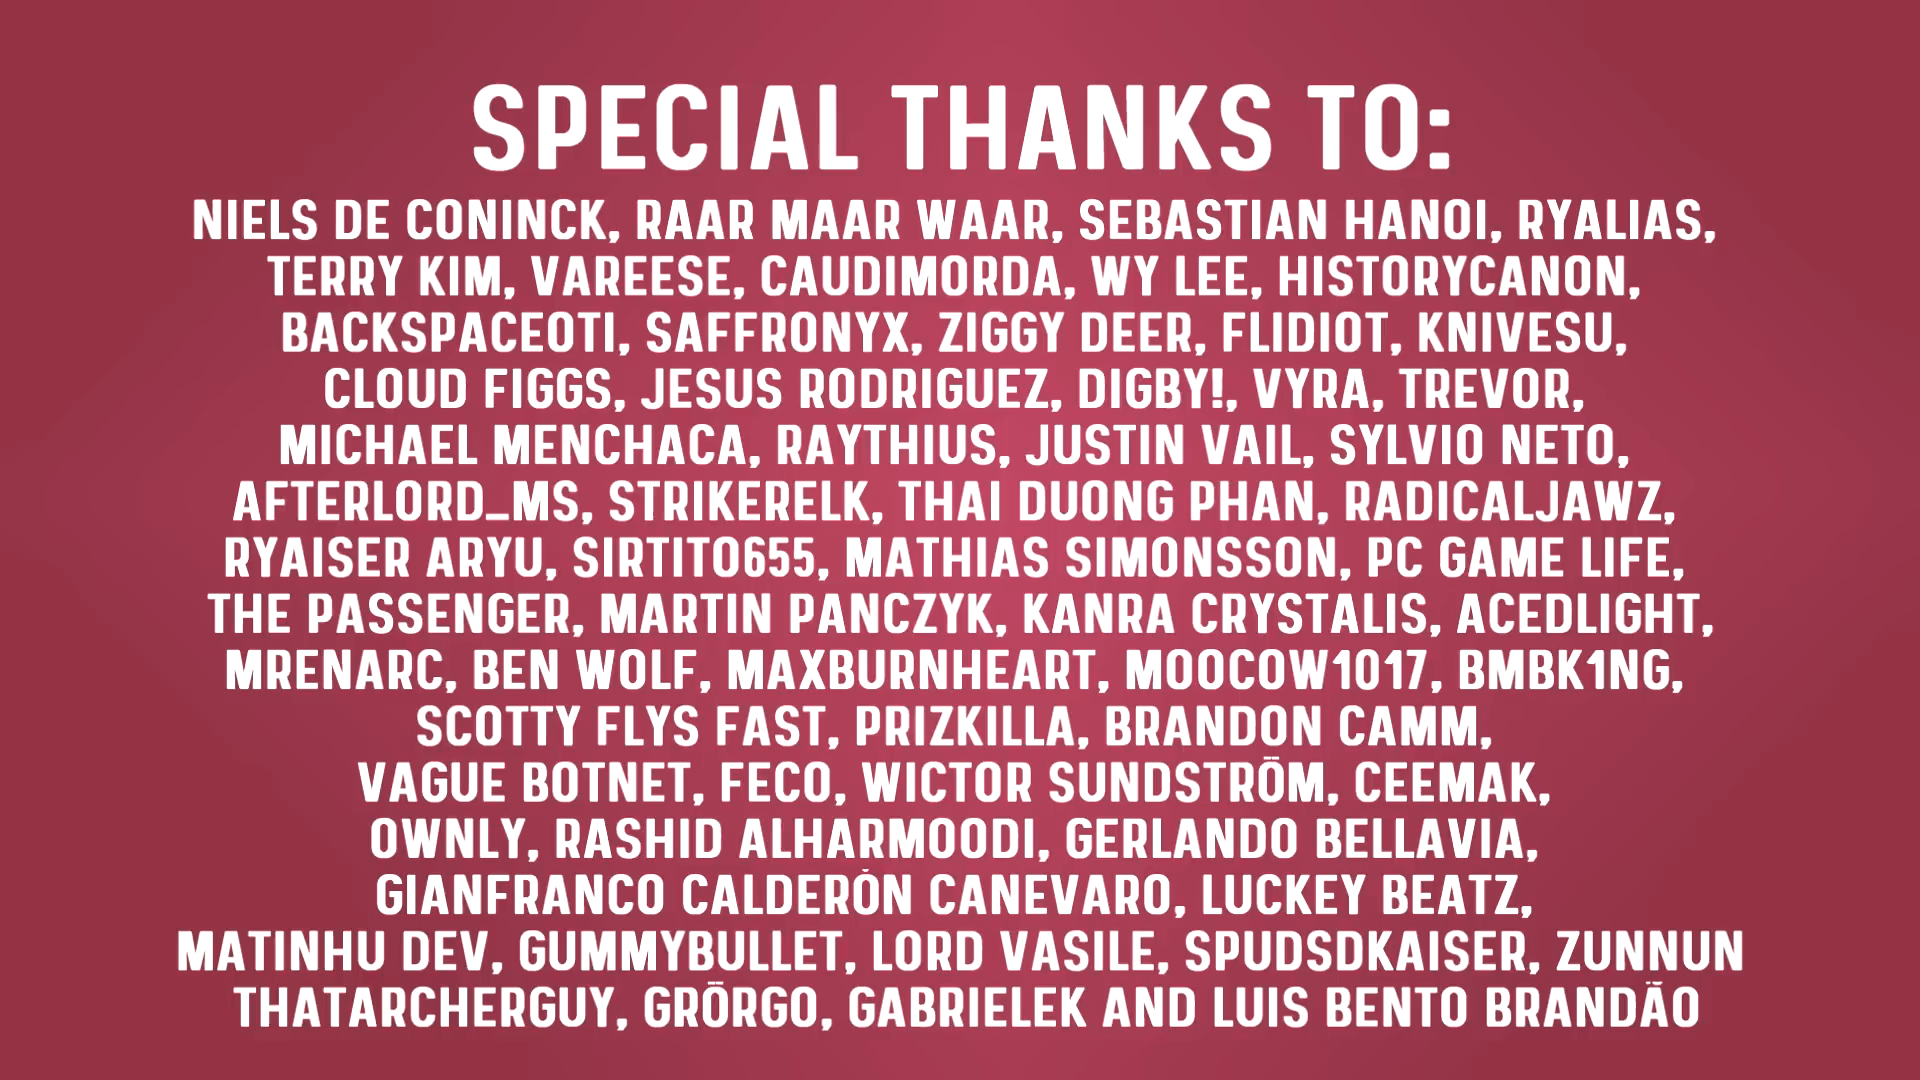 SPECIAL THANKS TO:
NIELS DE CONINCK, RAAR MAAR WAAR, SEBASTIAN HANOI, RYALIAS,
TERRY KIM, VAREESE, CAUDIMORDA, WY LEE, HISTORYCANON,
BACKSPACEOTI, SAFFRONYX, ZIGGY DEER, FLIDIOT, KNIVESU,
CLOUD FIGGS, JESUS RODRIGUEZ, DIGBY!, VYRA, TREVOR,
MICHAEL MENCHACA, RAYTHIUS, JUSTIN VAIL, SYLVIO NETO,
AFTERLORD_MS, STRIKERELK, THAI DUONG PHAN, RADICALJAWZ,
RYAISER ARYU, SIRTITO655, MATHIAS SIMONSSON, PC GAME LIFE,
THE PASSENGER, MARTIN PANCZYK, KANRA CRYSTALIS, ACEDLIGHT,
MRENARC, BEN WOLF, MAXBURNHEART, MOOCOW1017, BMBK1NG,
SCOTTY FLYS FAST, PRIZKILLA, BRANDON CAMM,
VAGUE BOTNET, FECO, WICTOR SUNDSTRÖM, CEEMAK,
OWNLY, RASHID ALHARMOODI, GERLANDO BELLAVIA,
GIANFRANCO CALDERÓN CANEVARO, LUCKEY BEATZ,
MATINHU DEV, GUMMYBULLET, LORD VASILE, SPUDSDKAISER, ZUNNUN
THATARCHERGUY, GRÖRGO, GABRIELEK AND LUIS BENTO BRANDÃO